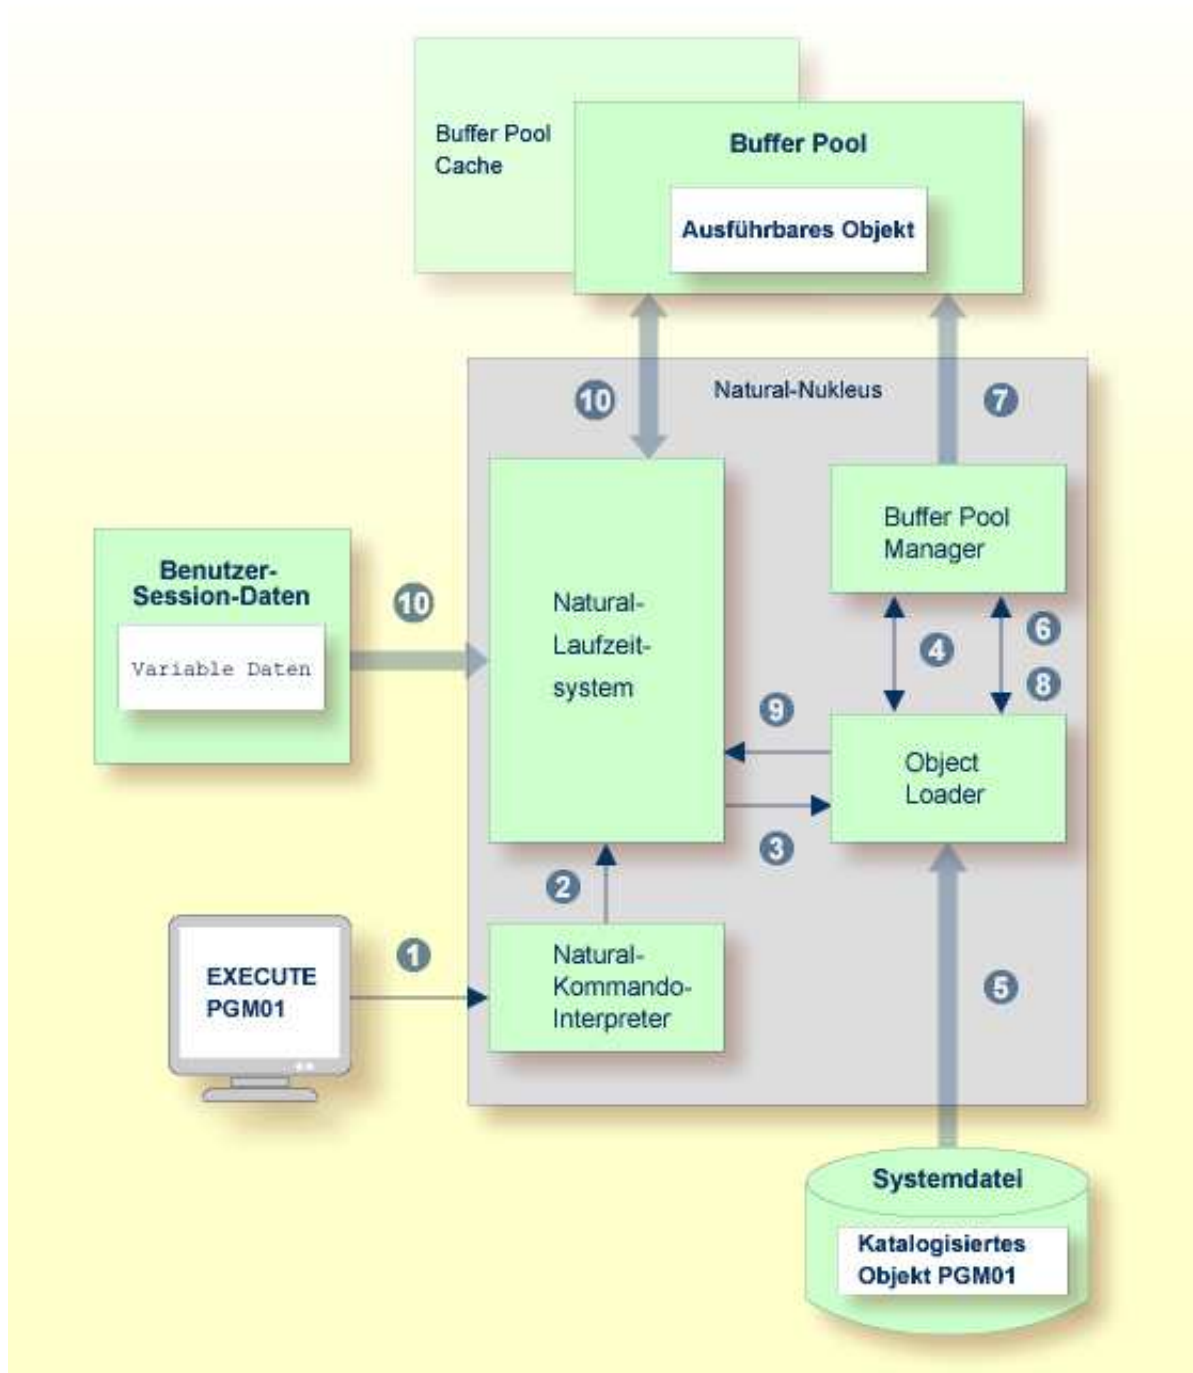 Buffer Pool
Cache
Buffer Pool
Ausführbares Objekt
Natural-Nukleus
10
7
Buffer Pool
Manager
Benutzer-
Session-Daten
Variable Daten
10
Natural-
Laufzeit-
system
4
6
8
9
Object
Loader
3
2
EXECUTE
PGM01
1
Natural-
Kommando-
Interpreter
5
Systemdatei
Katalogisiertes
Objekt PGM01